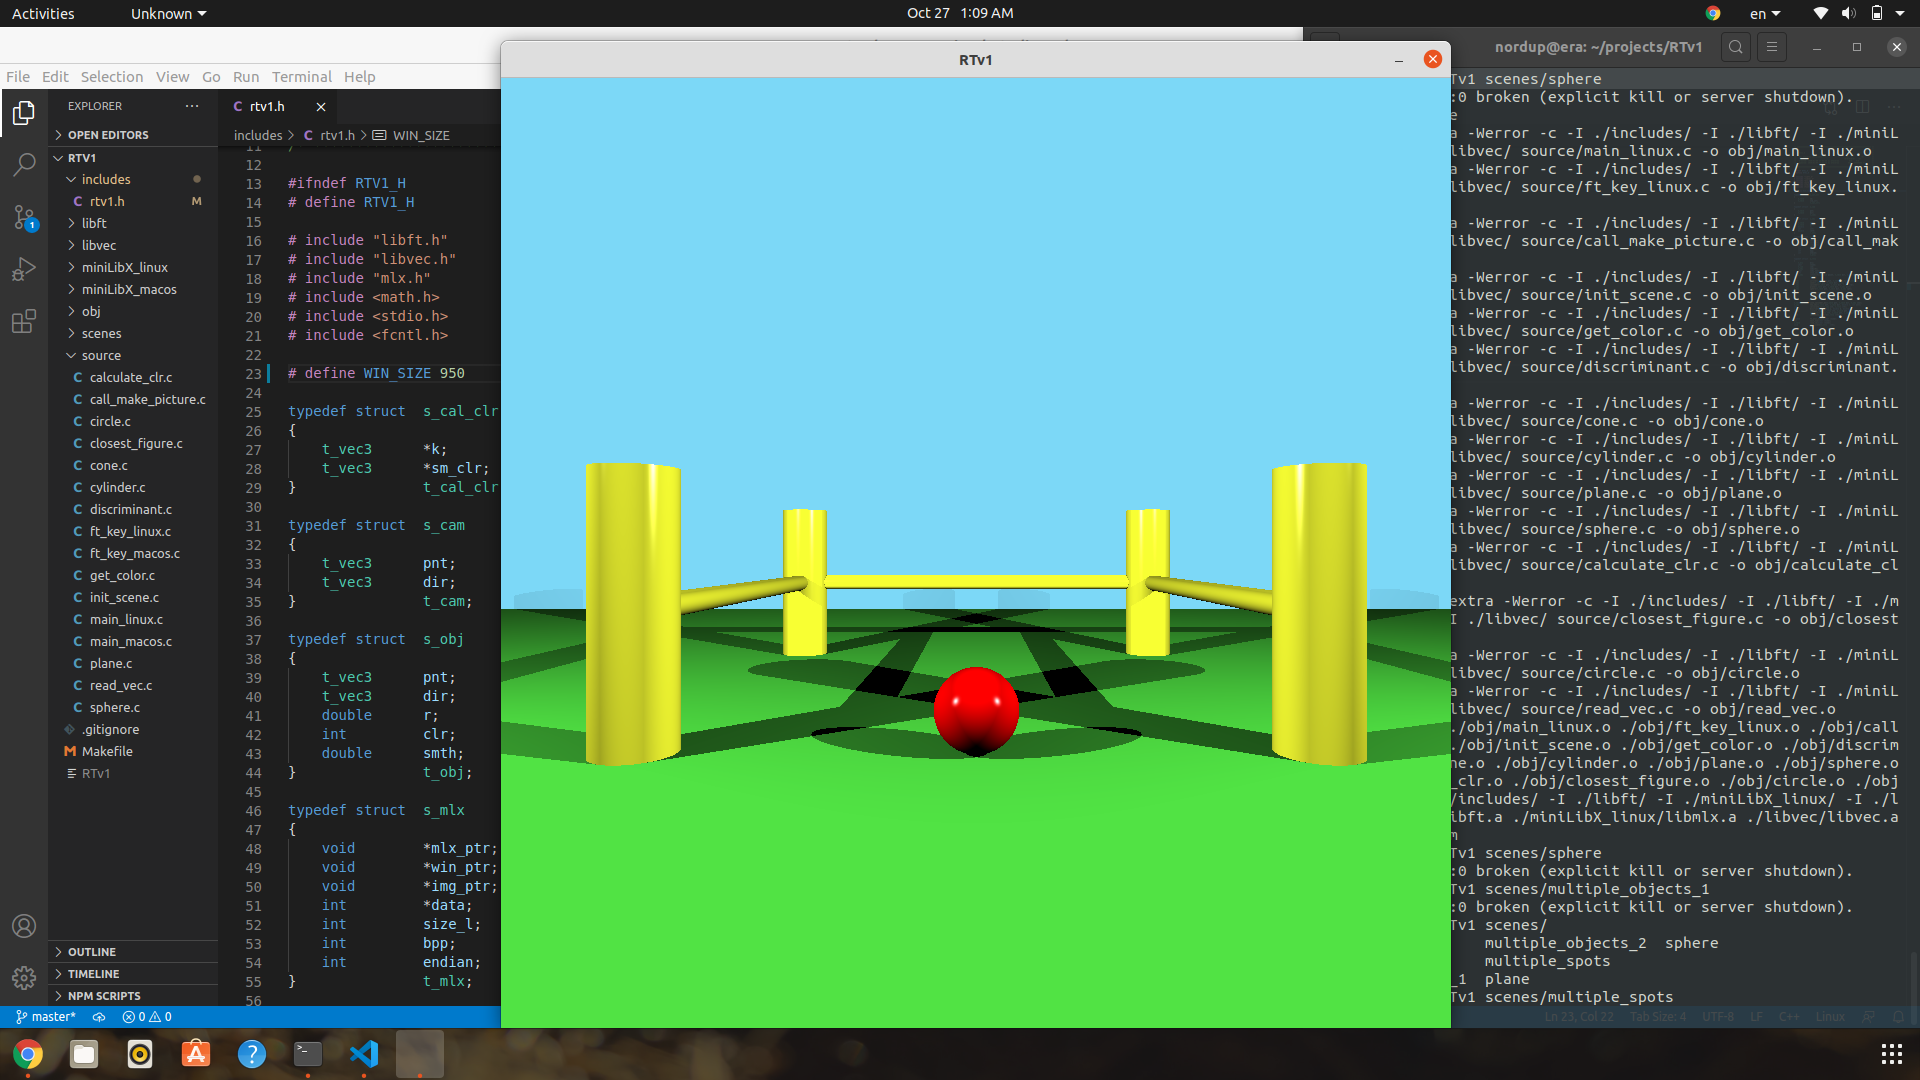 Activities
Unknown
Oct 27 1:09 AM
en
File Edit Selection View Go Run Terminal Help
EXPLORER
OPEN EDITORS
RTV1
includes
C rtv1.h M
libft
libvec
miniLibX_linux
miniLibX_macos
obj
scenes
source
C calculate_clr.c
C call_make_picture.c
C circle.c
C closest_figure.c
C cone.c
C cylinder.c
C discriminant.c
C ft_key_linux.c
C ft_key_macos.c
C get_color.c
C init_scene.c
C main_linux.c
C main_macos.c
C plane.c
C read_vec.c
C sphere.c
.gitignore
M Makefile
RTv1
OUTLINE
TIMELINE
NPM SCRIPTS
1
master*
0 0
C rtv1.h
includes > C rtv1.h > WIN_SIZE
11 /
12
13 #ifndef RTV1_H
14 # define RTV1_H
15
16 # include "libft.h"
17 # include "libvec.h"
18 # include "mlx.h"
19 # include <math.h>
20 # include <stdio.h>
21 # include <fcntl.h>
22
23 # define WIN_SIZE 950
24
25 typedef struct s_cal_clr
26 {
27 t_vec3 *k;
28 t_vec3 *sm_clr;
29 } t_cal_clr
30
31 typedef struct s_cam
32 {
33 t_vec3 pnt;
34 t_vec3 dir;
35 } t_cam;
36
37 typedef struct s_obj
38 {
39 t_vec3 pnt;
40 t_vec3 dir;
41 double r;
42 int clr;
43 double smth;
44 } t_obj;
45
46 typedef struct s_mlx
47 {
48 void *mlx_ptr;
49 void *win_ptr;
50 void *img_ptr;
51 int *data;
52 int size_l;
53 int bpp;
54 int endian;
55 } t_mlx;
56
RTv1
nordup@era: ~/projects/RTv1
Tv1 scenes/sphere
:0 broken (explicit kill or server shutdown).
e
a -Werror -c -I ./includes/ -I ./libft/ -I ./miniL
libvec/ source/main_linux.c -o obj/main_linux.o
a -Werror -c -I ./includes/ -I ./libft/ -I ./miniL
libvec/ source/ft_key_linux.c -o obj/ft_key_linux.
a -Werror -c -I ./includes/ -I ./libft/ -I ./miniL
libvec/ source/call_make_picture.c -o obj/call_mak
a -Werror -c -I ./includes/ -I ./libft/ -I ./miniL
libvec/ source/init_scene.c -o obj/init_scene.o
a -Werror -c -I ./includes/ -I ./libft/ -I ./miniL
libvec/ source/get_color.c -o obj/get_color.o
a -Werror -c -I ./includes/ -I ./libft/ -I ./miniL
libvec/ source/discriminant.c -o obj/discriminant.
a -Werror -c -I ./includes/ -I ./libft/ -I ./miniL
libvec/ source/cone.c -o obj/cone.o
a -Werror -c -I ./includes/ -I ./libft/ -I ./miniL
libvec/ source/cylinder.c -o obj/cylinder.o
a -Werror -c -I ./includes/ -I ./libft/ -I ./miniL
libvec/ source/plane.c -o obj/plane.o
a -Werror -c -I ./includes/ -I ./libft/ -I ./miniL
libvec/ source/sphere.c -o obj/sphere.o
a -Werror -c -I ./includes/ -I ./libft/ -I ./miniL
libvec/ source/calculate_clr.c -o obj/calculate_cl
extra -Werror -c -I ./includes/ -I ./libft/ -I ./m
I ./libvec/ source/closest_figure.c -o obj/closest
a -Werror -c -I ./includes/ -I ./libft/ -I ./miniL
libvec/ source/circle.c -o obj/circle.o
a -Werror -c -I ./includes/ -I ./libft/ -I ./miniL
libvec/ source/read_vec.c -o obj/read_vec.o
./obj/main_linux.o ./obj/ft_key_linux.o ./obj/call
./obj/init_scene.o ./obj/get_color.o ./obj/discrim
ne.o ./obj/cylinder.o ./obj/plane.o ./obj/sphere.o
_clr.o ./obj/closest_figure.o ./obj/circle.o ./obj
/includes/ -I ./libft/ -I ./miniLibX_linux/ -I ./l
ibft.a ./miniLibX_linux/libmlx.a ./libvec/libvec.a
m
Tv1 scenes/sphere
:0 broken (explicit kill or server shutdown).
Tv1 scenes/multiple_objects_1
:0 broken (explicit kill or server shutdown).
Tv1 scenes/
multiple_objects_2 sphere
multiple_spots
_1 plane
Tv1 scenes/multiple_spots
Ln 23, Col 22 Tab Size: 4 UTF-8 LF C++ Linux